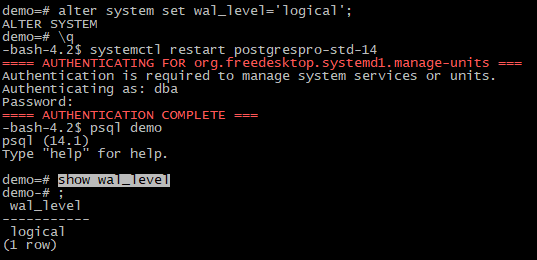 demo=# alter system set wal_level='logical';
ALTER SYSTEM
demo=# \q
-bash-4.2$ systemctl restart postgrespro-std-14
==== AUTHENTICATING FOR org.freedesktop.systemd1.manage-units ===
Authentication is required to manage system services or units.
Authenticating as: dba
Password:
==== AUTHENTICATION COMPLETE ===
-bash-4.2$ psql demo
psql (14.1)
Type "help" for help.
demo=# show wal_level
demo-# ;
wal_level
-----------
logical
(1 row)